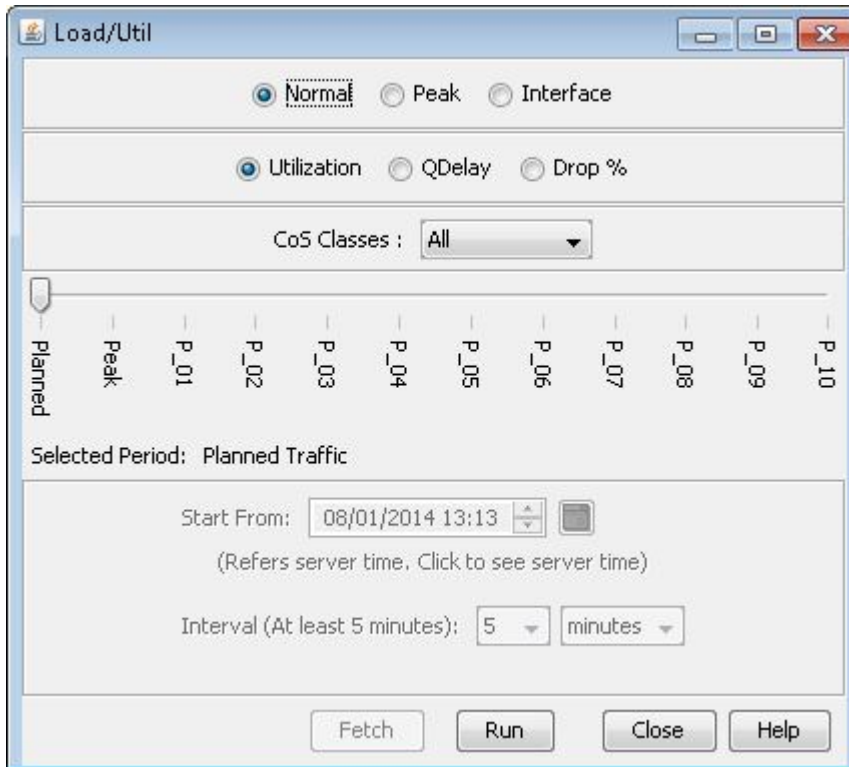 Load/Util
Normal Peak Interface
Utilization QDelay Drop %
CoS Classes : All
Planned Peak P_01 P_02 P_03 P_04 P_05 P_06 P_07 P_08 P_09 P_10
Selected Period: Planned Traffic
Start From: 08/01/2014 13:13
(Refers server time. Click to see server time)
Interval (At least 5 minutes): 5 minutes
Fetch Run Close Help